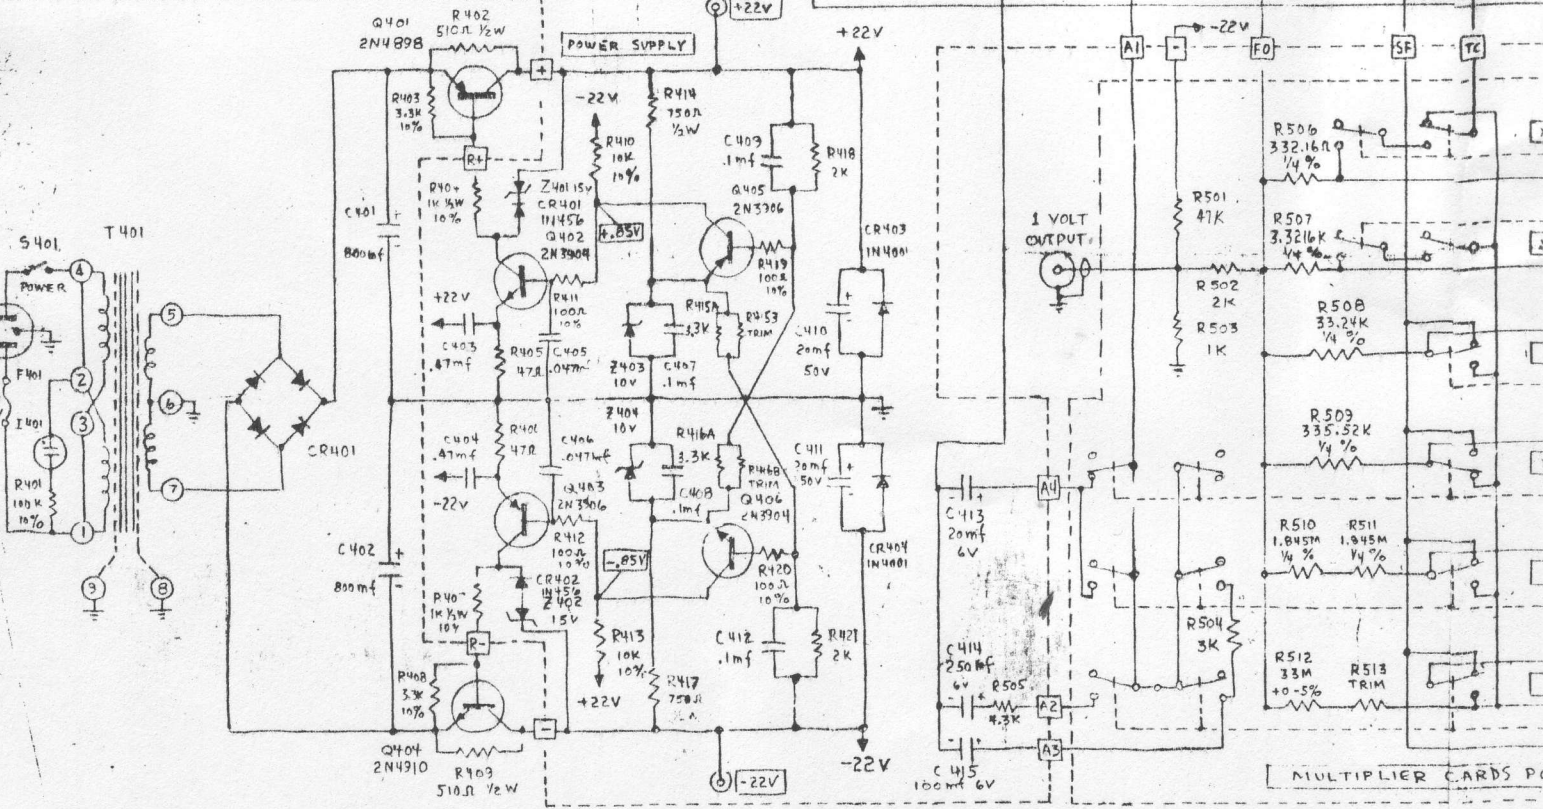 Q401
2N4898
R402
510Ω ½W
+
POWER SUPPLY
+22V
+22V
A1
-
-22V
FO
SF
TC
R403
3.3K
10%
R+
1K ½W
10%
Z401 15V
CR401
1N456
Q402
2N3904
-22V
R410
10K
10%
+.85V
R414
750Ω
½W
C409
.1mf
R418
2K
Q405
2N3906
R419
100Ω
10%
CR403
1N4001
C401
+
800mf
S401
POWER
T401
4
5
2
6
3
7
1
9
8
F401
I401
R401
100K
10%
CR401
+22V
C403
.47mf
R405
47Ω
R411
100Ω
10%
C405
.047mf
Z403
10V
C407
.1mf
R415A
3.3K
TRIM
C410
20mf
50V
+
1 VOLT
OUTPUT
R501
47K
R502
2K
R503
1K
R506
332.16Ω
¼ %
R507
3.3216K
¼ %
R508
33.24K
¼ %
R509
335.52K
¼ %
C404
.47mf
-22V
47Ω
C406
.047mf
Q403
2N3906
R412
100Ω
10%
Z404
10V
R416A
3.3K
R416B
TRIM
C408
.1mf
Q406
2N3904
R420
100Ω
10%
C411
20mf
50V
+
CR404
1N4001
C402
+
800mf
CR402
1N456
Z402
15V
1K ½W
R-
-.85V
R413
10K
10%
+22V
R417
750Ω
C412
.1mf
R421
2K
R408
3.3K
10%
Q404
2N4910
R409
510Ω ½W
-
-22V
-22V
A4
C413
+
20mf
6V
C414
250mf
6V
+
R505
4.3K
A2
C415
100mf 6V
-
+
A3
R504
3K
R510
1.845M
¼ %
R511
1.845M
¼ %
R512
33M
+0-5%
R513
TRIM
MULTIPLIER CARDS